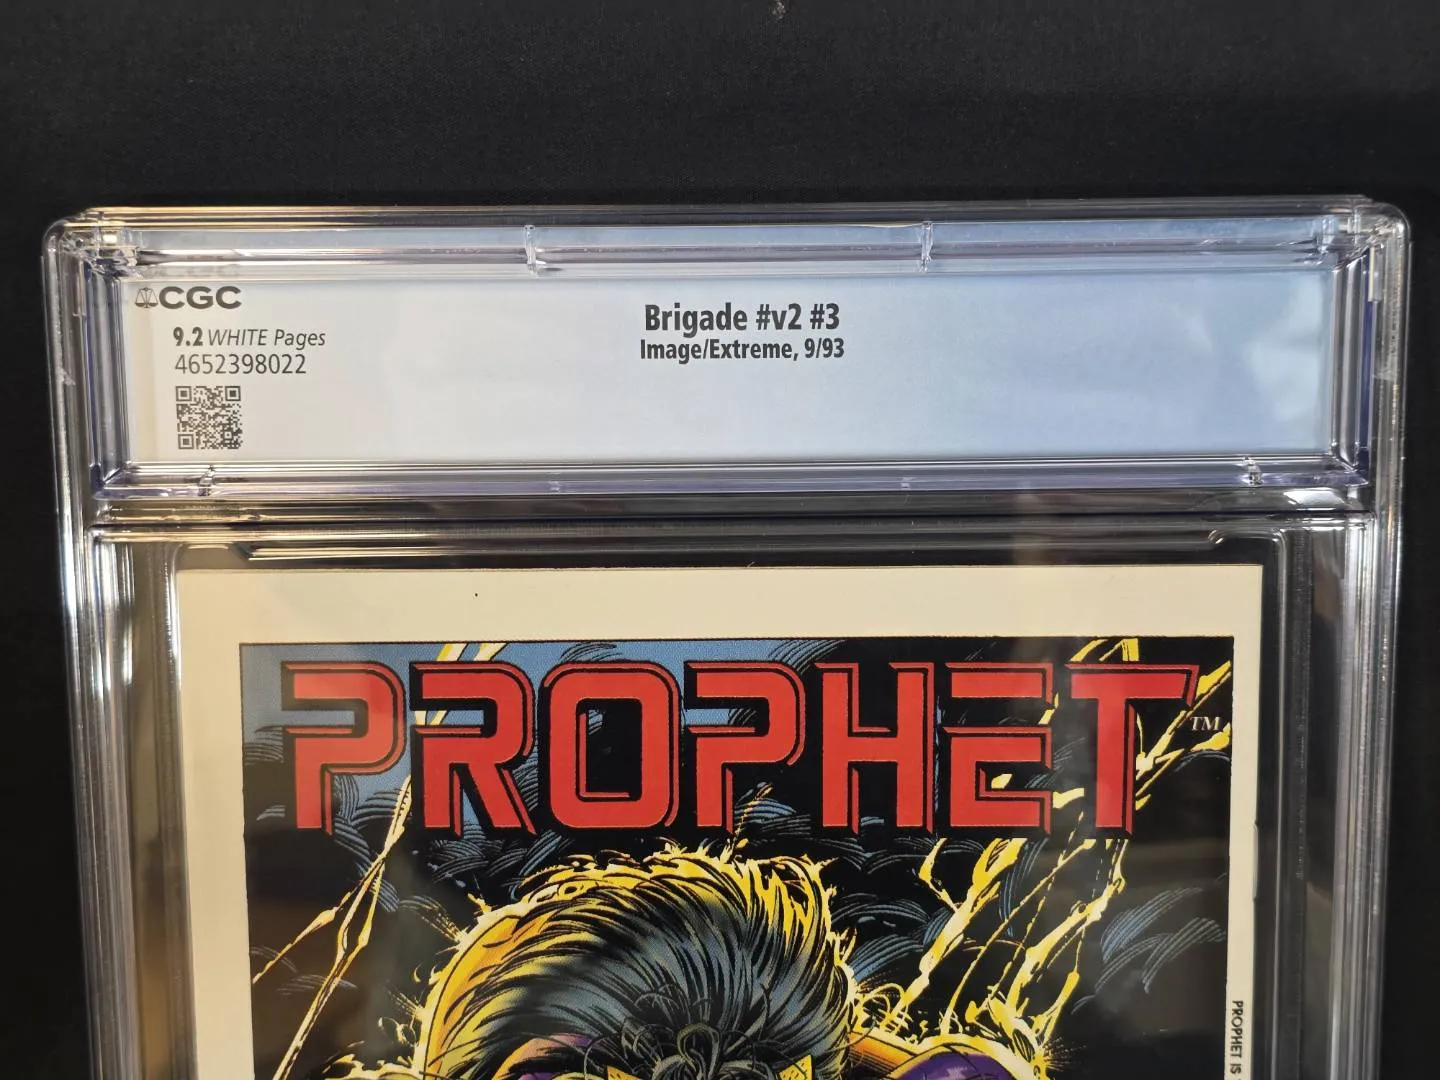 CGC
9.2 WHITE Pages
4652398022
Brigade #v2 #3
Image/Extreme, 9/93
PROPHET TM
PROPHET IS